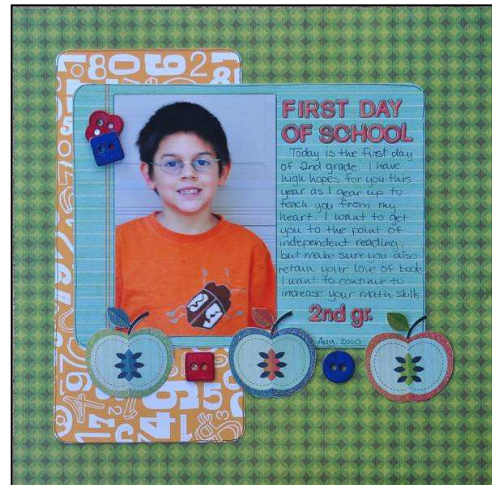 FIRST DAY
OF SCHOOL
Today is the first day
of 2nd grade. I have
high hopes for you this
year as I gear up to
teach you from my
heart. I want to get
you to the point of
independent reading,
but make sure you also
retain your love of books.
I want to continue to
increase your math skills.
2nd gr.
Aug. 2010